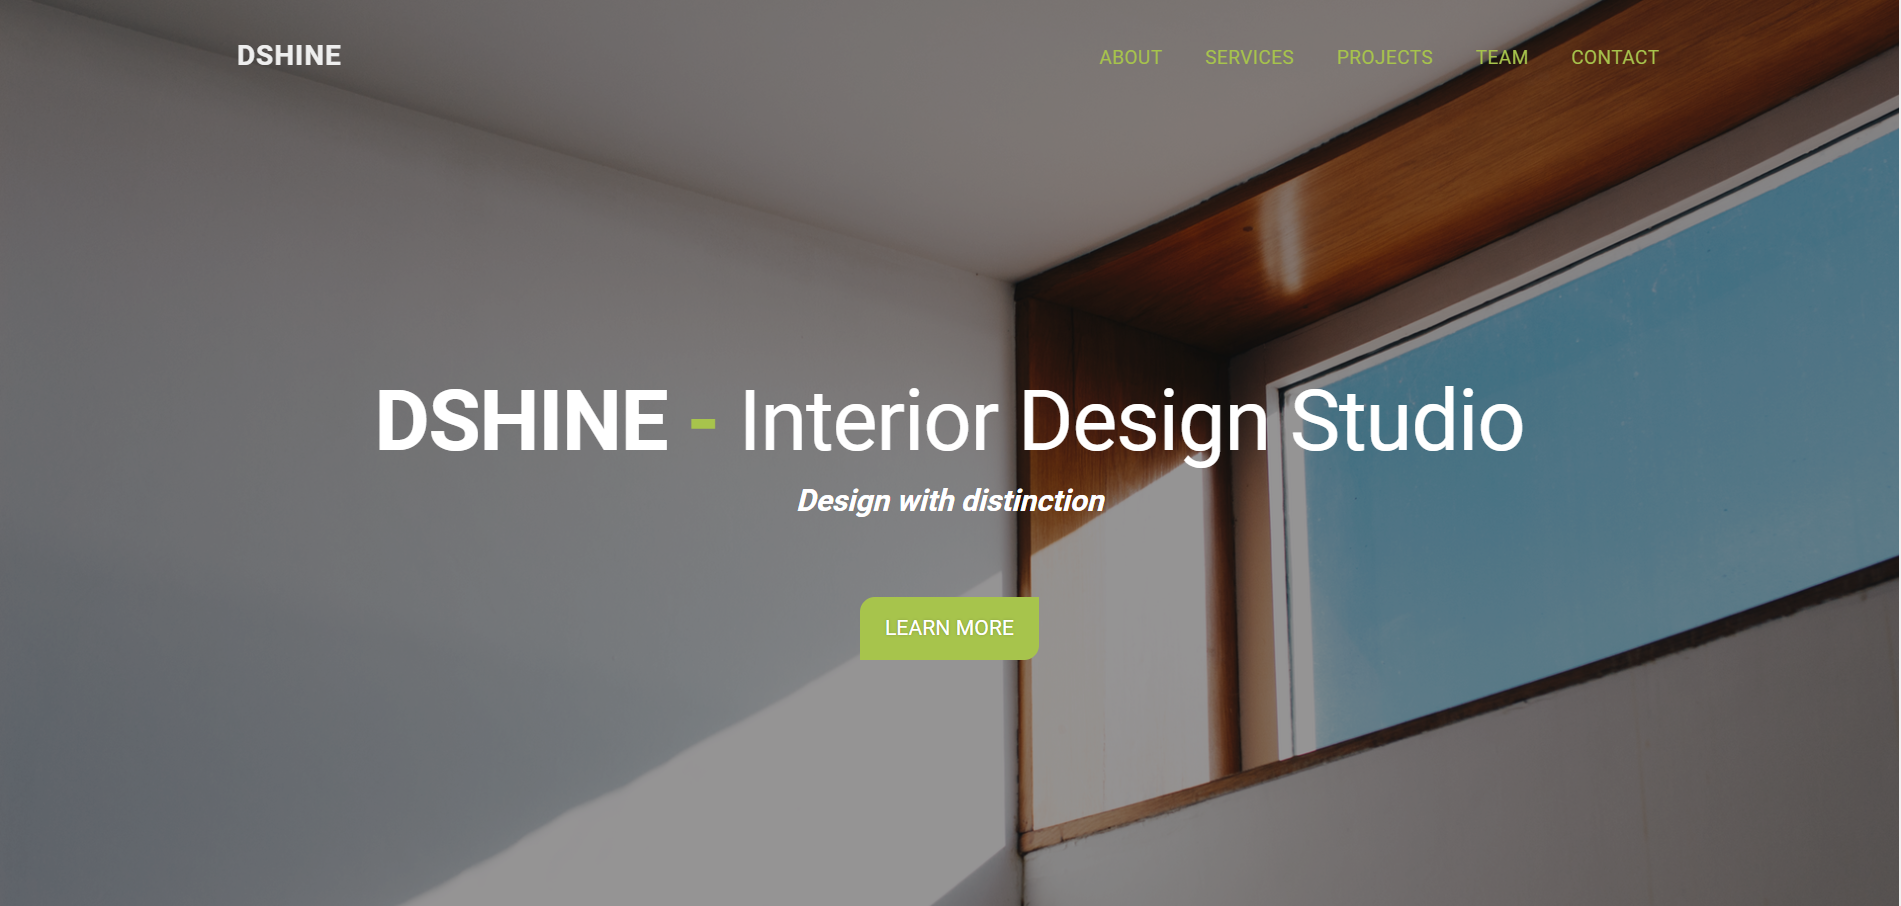 DSHINE
ABOUT SERVICES PROJECTS TEAM CONTACT
DSHINE - Interior Design Studio
Design with distinction
LEARN MORE